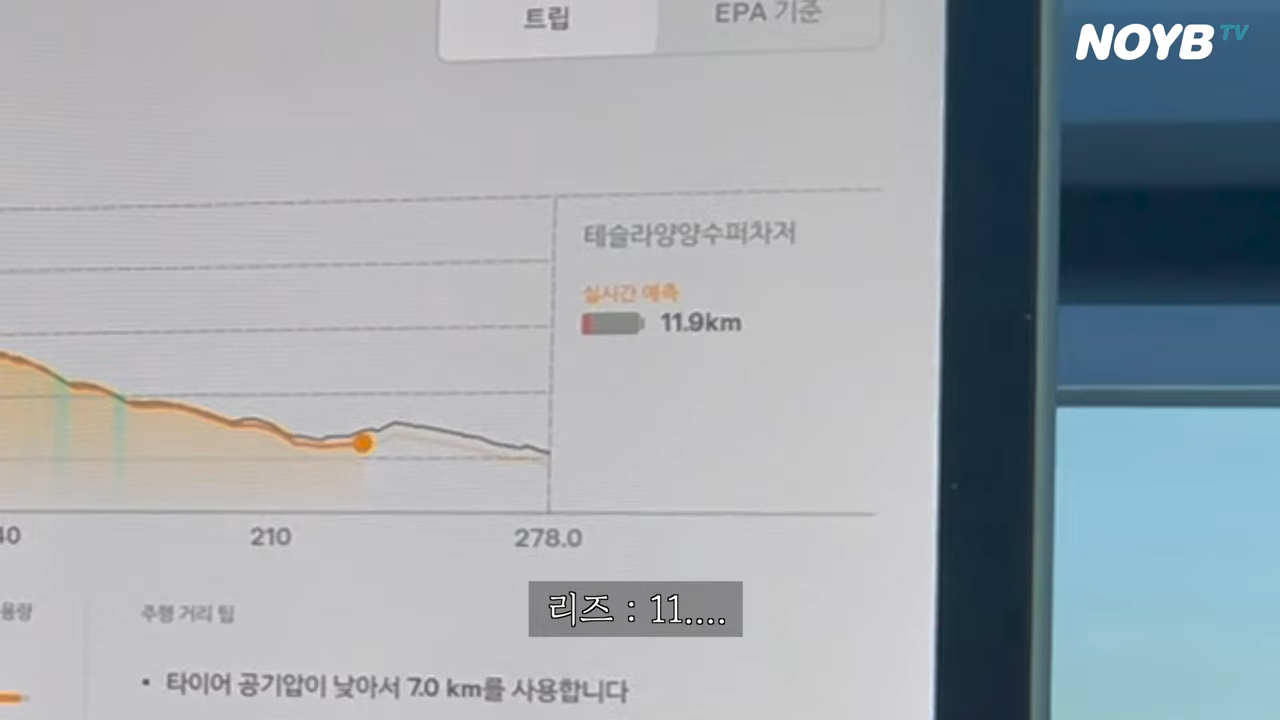 트립
EPA 기준
NOYB TV
테슬라양양수퍼차저
실시간 예측
11.9km
210
278.0
리즈 : 11....
주행 거리 팁
• 타이어 공기압이 낮아서 7.0 km를 사용합니다